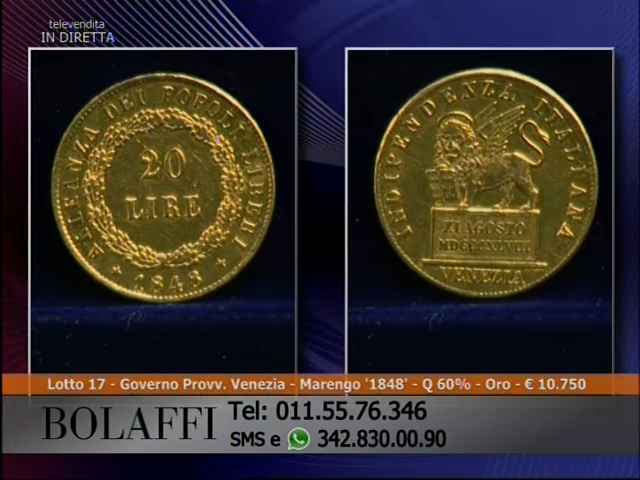 televendita
IN DIRETTA
ALLEANZA DEI POPOLI LIBERI
20
LIRE
1848
INDIPENDENZA ITALIANA
XI AGOSTO
MDCCCXLVIII
VENEZIA
Lotto 17 - Governo Provv. Venezia - Marengo '1848' - Q 60% - Oro - € 10.750
BOLAFFI
Tel: 011.55.76.346
SMS e 342.830.00.90